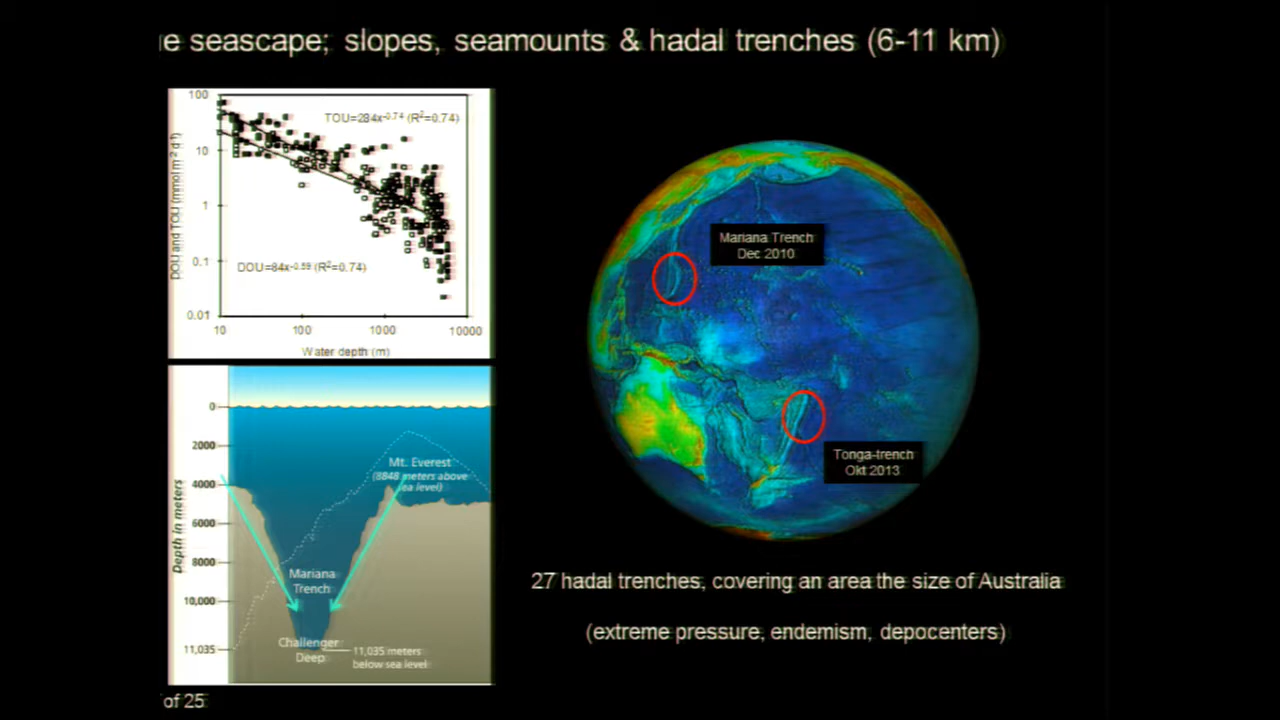 e seascape; slopes, seamounts & hadal trenches (6-11 km)
100
10
1
0.1
0.01
DOU and TOU (mmol m-2 d-1)
TOU=284x-0.74 (R2=0.74)
DOU=84x-0.59 (R2=0.74)
10 100 1000 10000
Water depth (m)
0
2000
4000
6000
8000
10,000
11,035
Depth in meters
Mt. Everest
(8848 meters above
sea level)
Mariana
Trench
Challenger
Deep
11,035 meters
below sea level
Mariana Trench
Dec 2010
Tonga-trench
Okt 2013
27 hadal trenches, covering an area the size of Australia
(extreme pressure, endemism, depocenters)
of 25